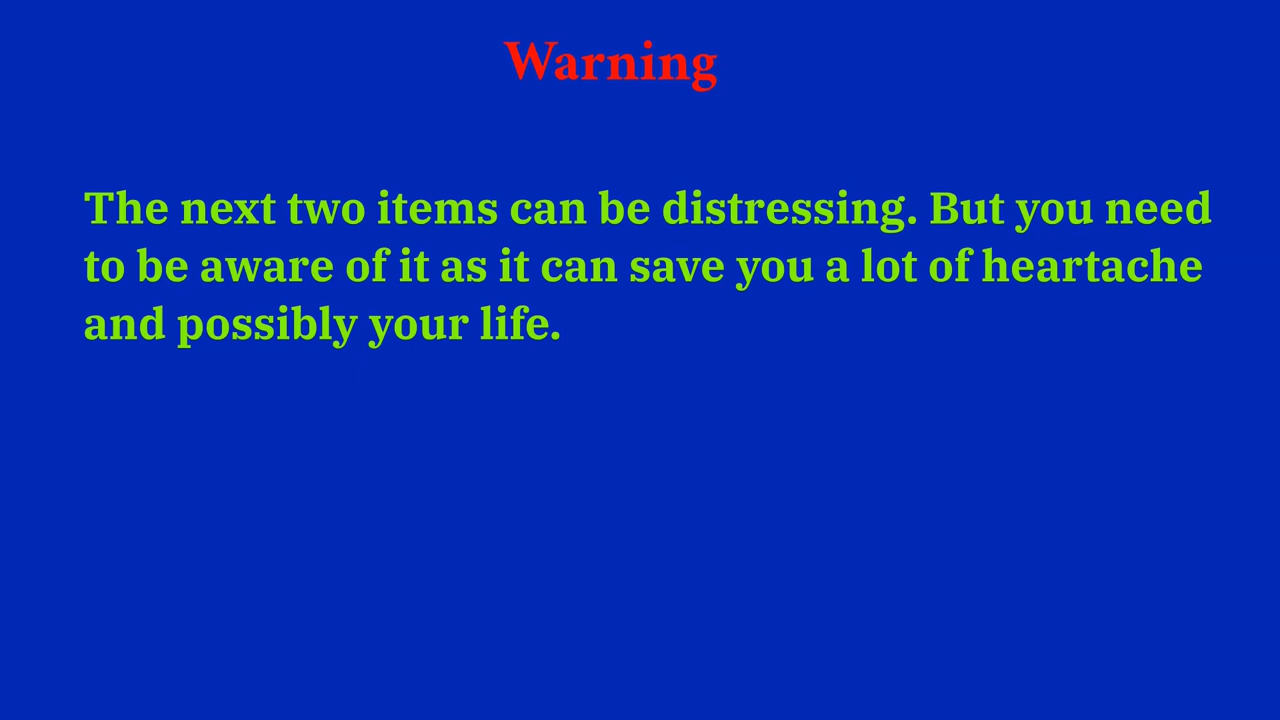 Warning
The next two items can be distressing. But you need
to be aware of it as it can save you a lot of heartache
and possibly your life.